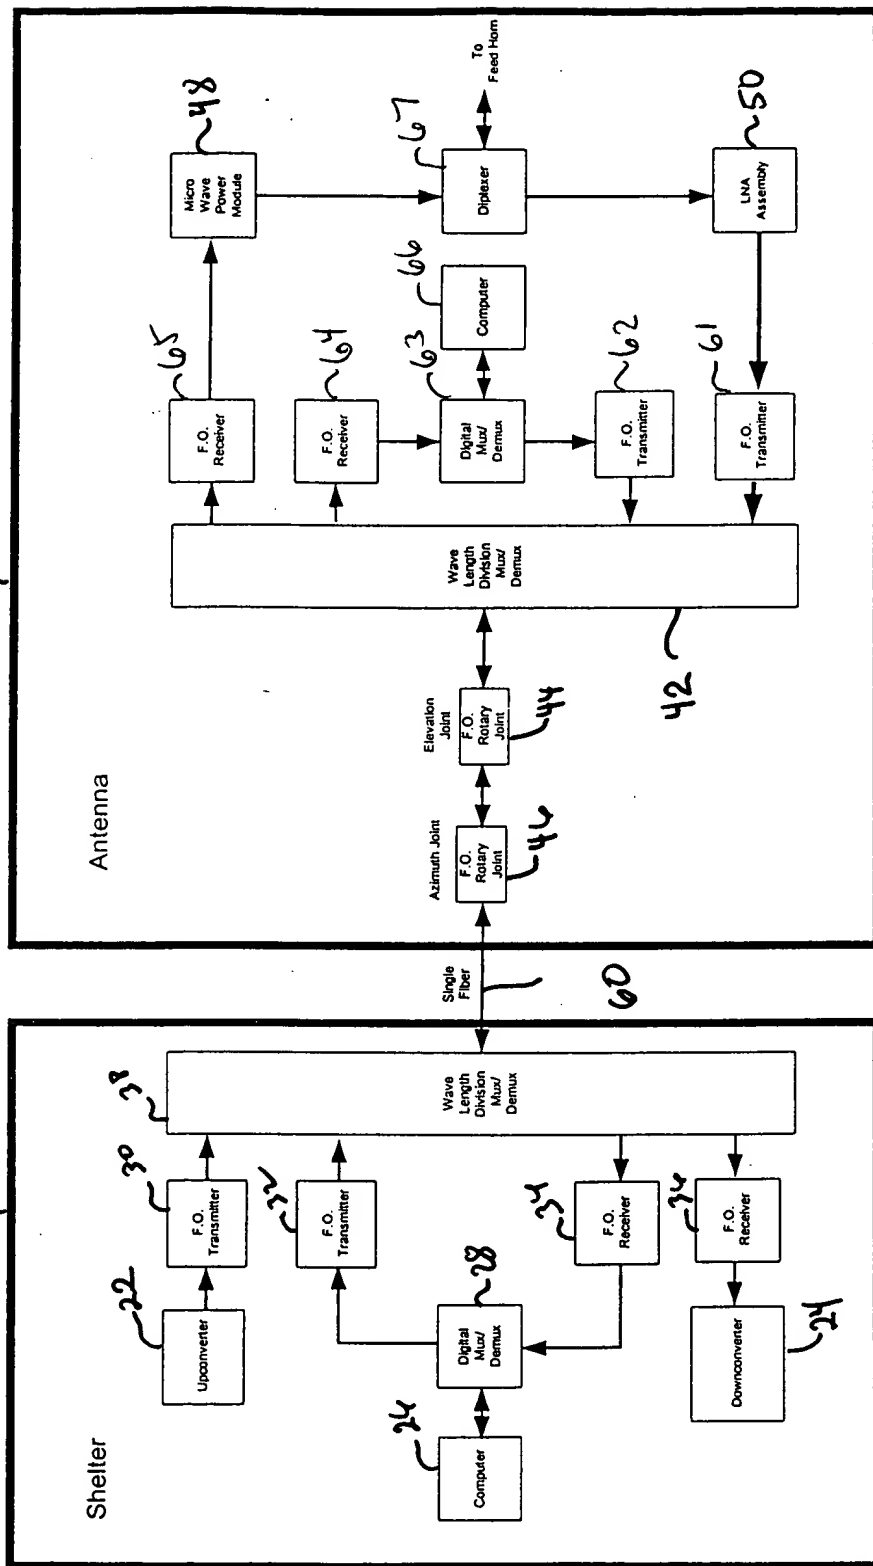 Shelter
Upconverter
22
F.O.
Transmitter
30
Wave
Length
Division
Mux/
Demux
38
F.O.
Transmitter
32
Computer
26
Digital
Mux/
Demux
28
F.O.
Receiver
34
F.O.
Receiver
36
Downconverter
24
Single
Fiber
60
Antenna
Azimuth Joint
F.O.
Rotary
Joint
46
Elevation
Joint
F.O.
Rotary
Joint
44
Wave
Length
Division
Mux/
Demux
42
F.O.
Receiver
65
Micro
Wave
Power
Module
48
F.O.
Receiver
64
Digital
Mux/
Demux
63
Computer
66
Diplexer
67
To
Feed Horn
F.O.
Transmitter
62
F.O.
Transmitter
61
LNA
Assembly
50